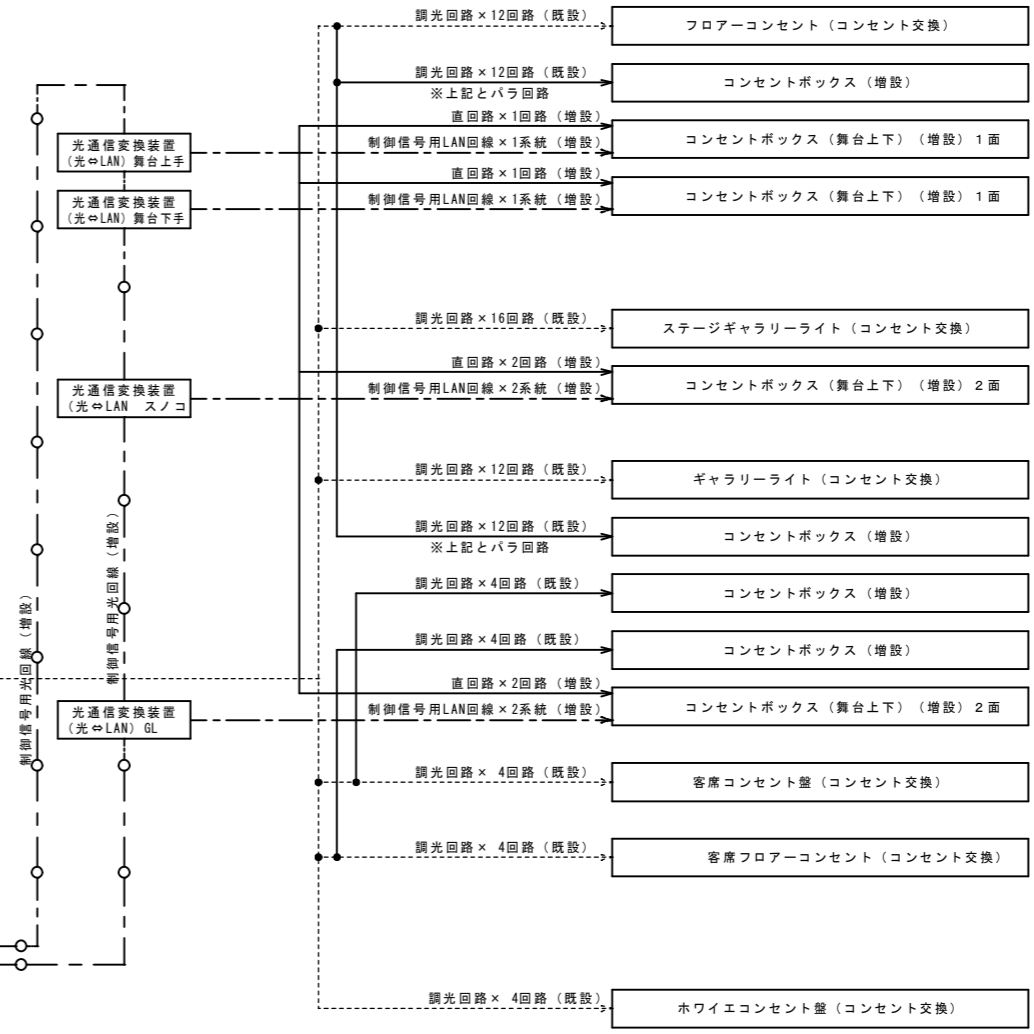 調光回路×12回路（既設）
フロアーコンセント（コンセント交換）
調光回路×12回路（既設）
※上記とパラ回路
コンセントボックス（増設）
直回路×1回路（増設）
制御信号用LAN回線×1系統（増設）
コンセントボックス（舞台上下）（増設）１面
光通信変換装置
（光⇔LAN）舞台上手
直回路×1回路（増設）
制御信号用LAN回線×1系統（増設）
コンセントボックス（舞台上下）（増設）１面
光通信変換装置
（光⇔LAN）舞台下手
調光回路×16回路（既設）
ステージギャラリーライト（コンセント交換）
直回路×2回路（増設）
制御信号用LAN回線×2系統（増設）
コンセントボックス（舞台上下）（増設）２面
光通信変換装置
（光⇔LAN　スノコ
調光回路×12回路（既設）
ギャラリーライト（コンセント交換）
調光回路×12回路（既設）
※上記とパラ回路
コンセントボックス（増設）
調光回路×4回路（既設）
コンセントボックス（増設）
調光回路×4回路（既設）
コンセントボックス（増設）
制御信号用光回線（増設）
制御信号用光回線（増設）
直回路×2回路（増設）
制御信号用LAN回線×2系統（増設）
コンセントボックス（舞台上下）（増設）２面
光通信変換装置
（光⇔LAN）GL
調光回路× 4回路（既設）
客席コンセント盤（コンセント交換）
調光回路× 4回路（既設）
客席フロアーコンセント（コンセント交換）
調光回路× 4回路（既設）
ホワイエコンセント盤（コンセント交換）